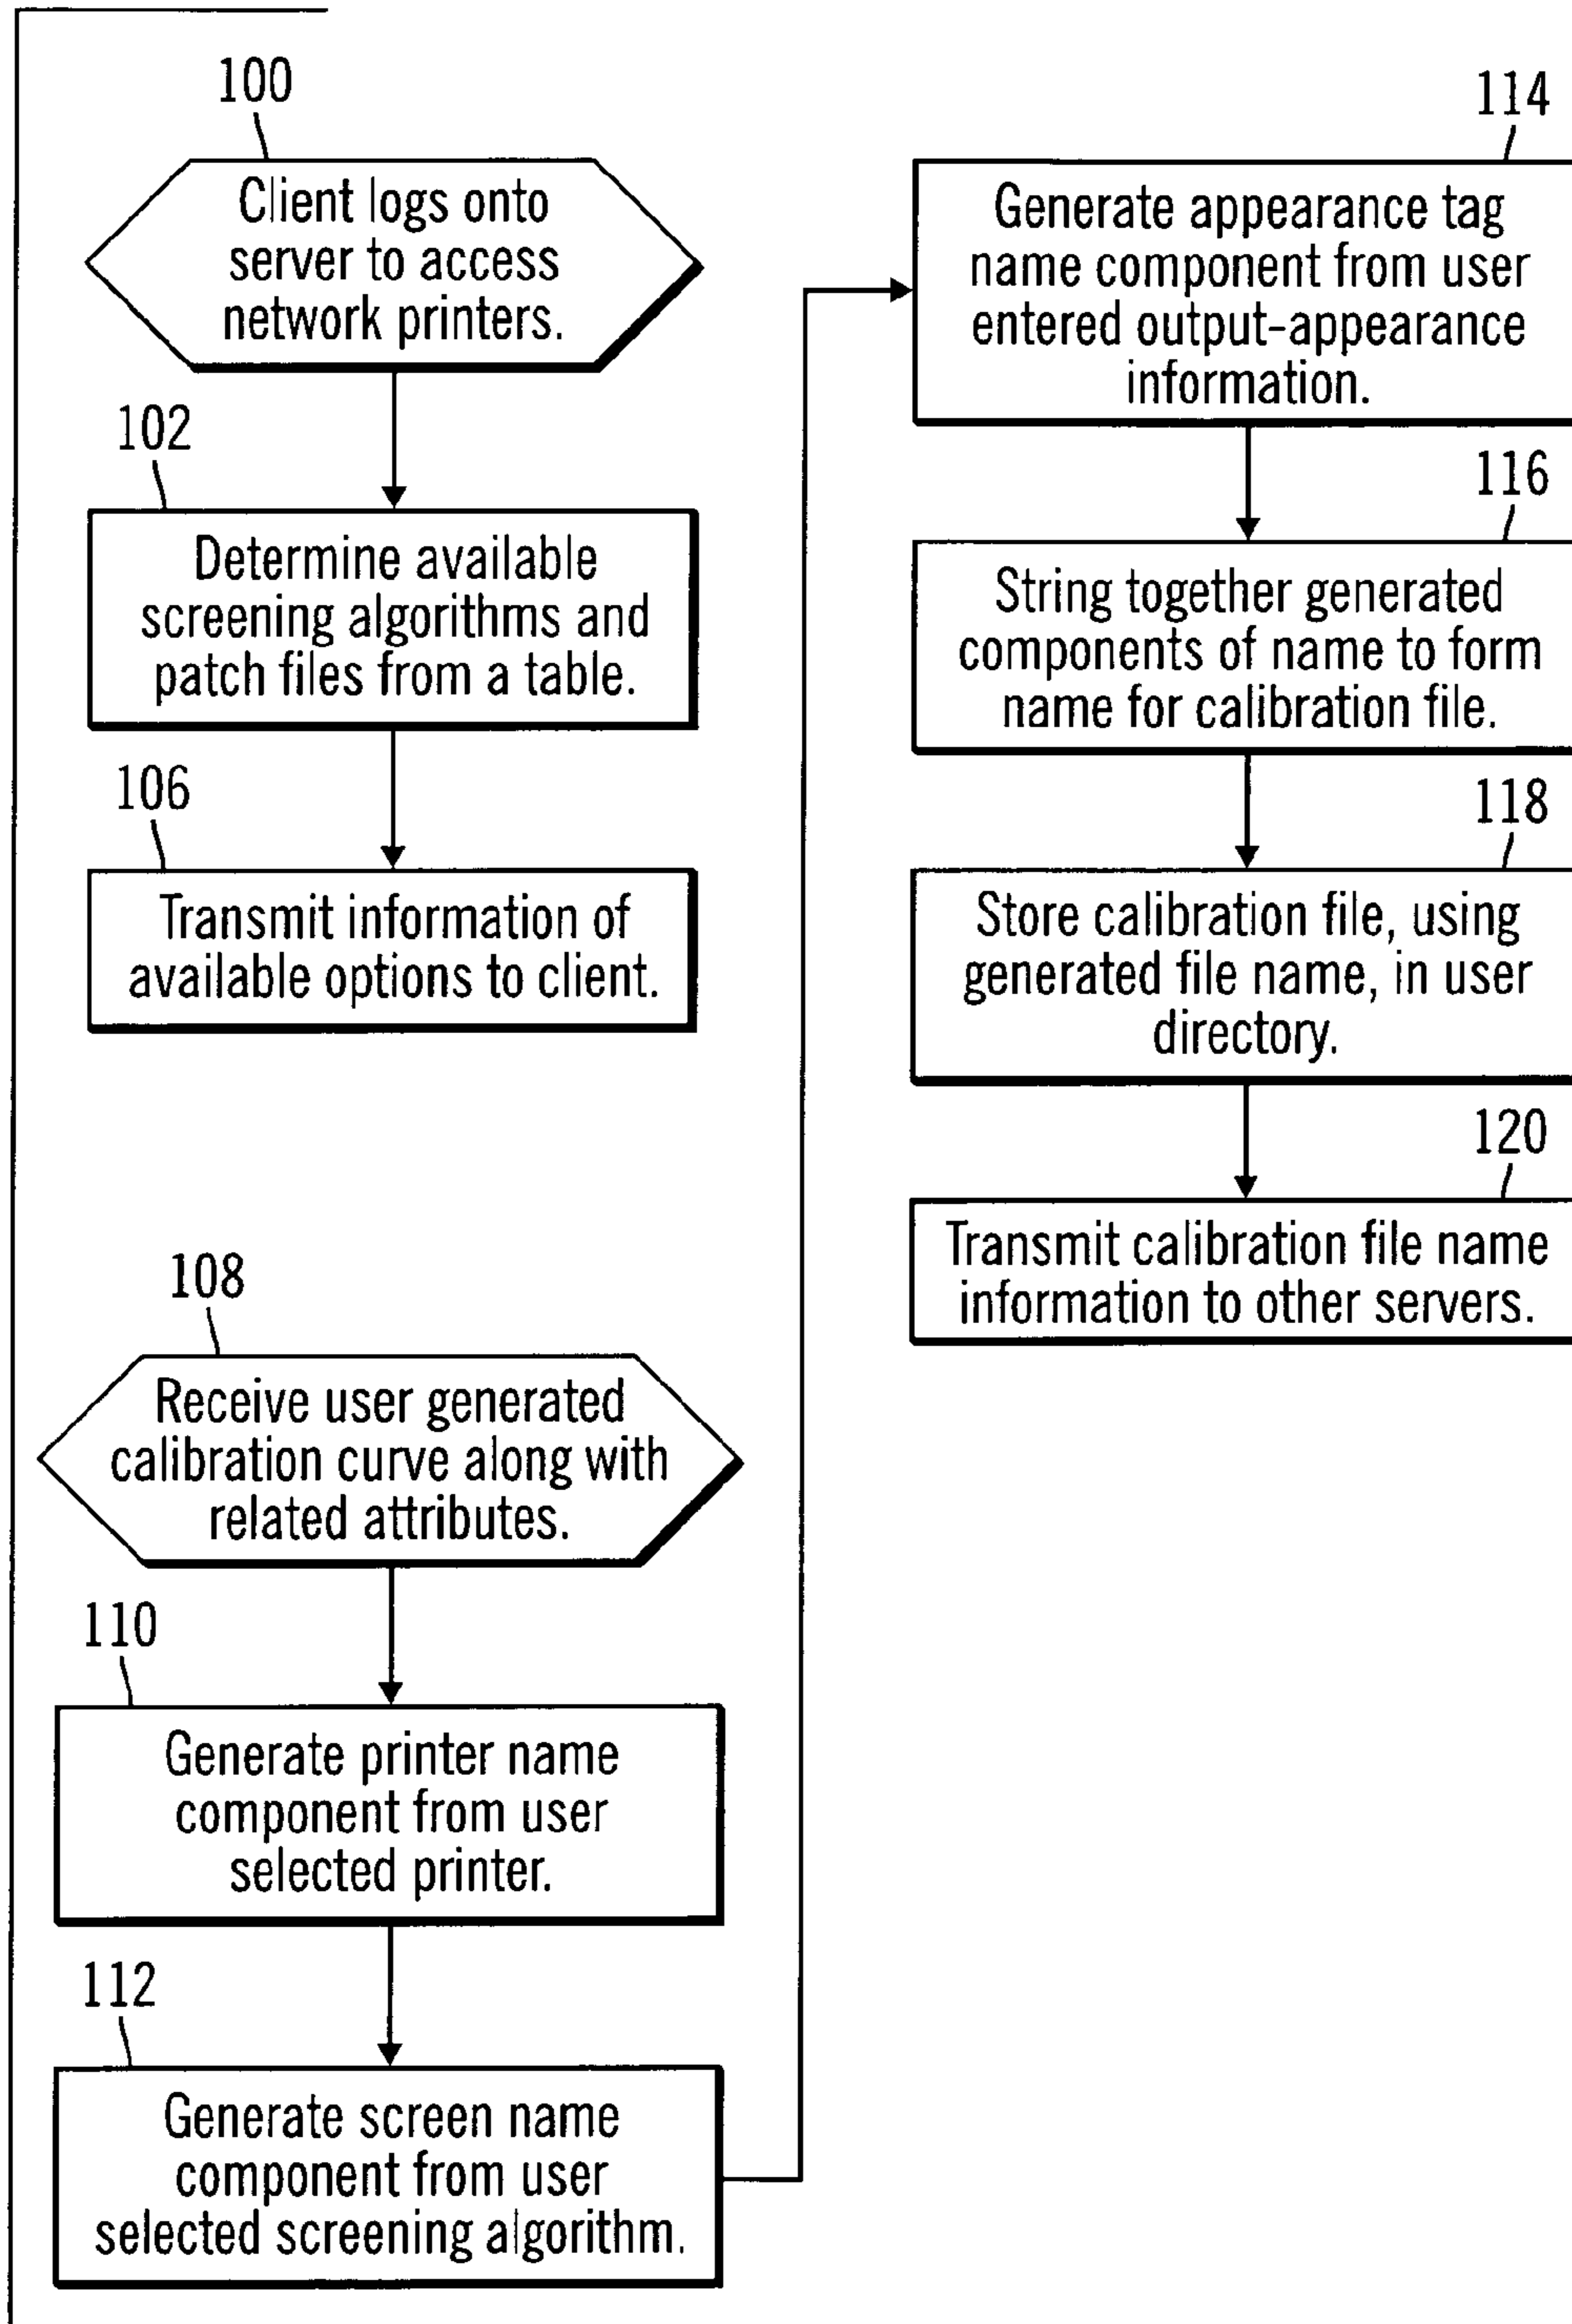 100
Client logs onto
server to access
network printers.
102
Determine available
screening algorithms and
patch files from a table.
106
Transmit information of
available options to client.
108
Receive user generated
calibration curve along with
related attributes.
110
Generate printer name
component from user
selected printer.
112
Generate screen name
component from user
selected screening algorithm.
114
Generate appearance tag
name component from user
entered output-appearance
information.
116
String together generated
components of name to form
name for calibration file.
118
Store calibration file, using
generated file name, in user
directory.
120
Transmit calibration file name
information to other servers.